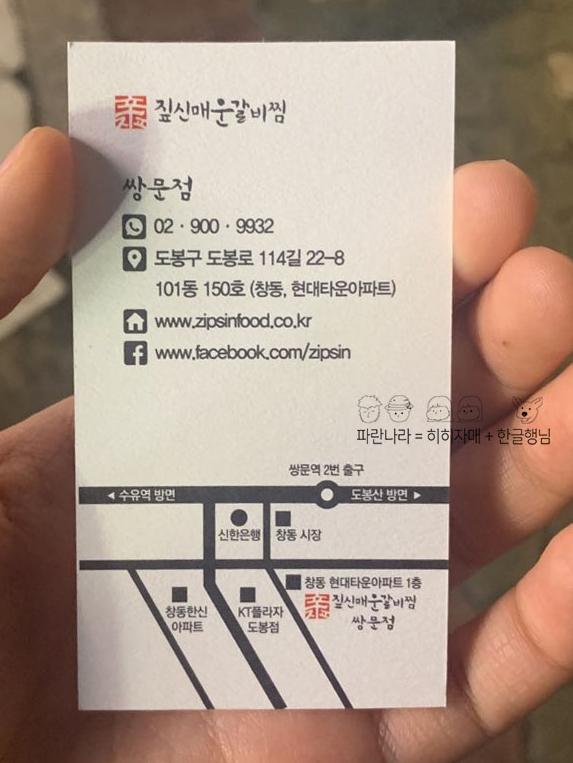 짚신매운갈비찜
쌍문점
02 · 900 · 9932
도봉구 도봉로 114길 22-8
101동 150호 (창동, 현대타운아파트)
www.zipsinfood.co.kr
www.facebook.com/zipsin
파란나라 = 히히자매 + 한글행님
쌍문역 2번 출구
◀ 수유역 방면
도봉산 방면 ▶
신한은행
창동 시장
창동 현대타운아파트 1층
짚신매운갈비찜
쌍문점
창동한신
아파트
KT플라자
도봉점